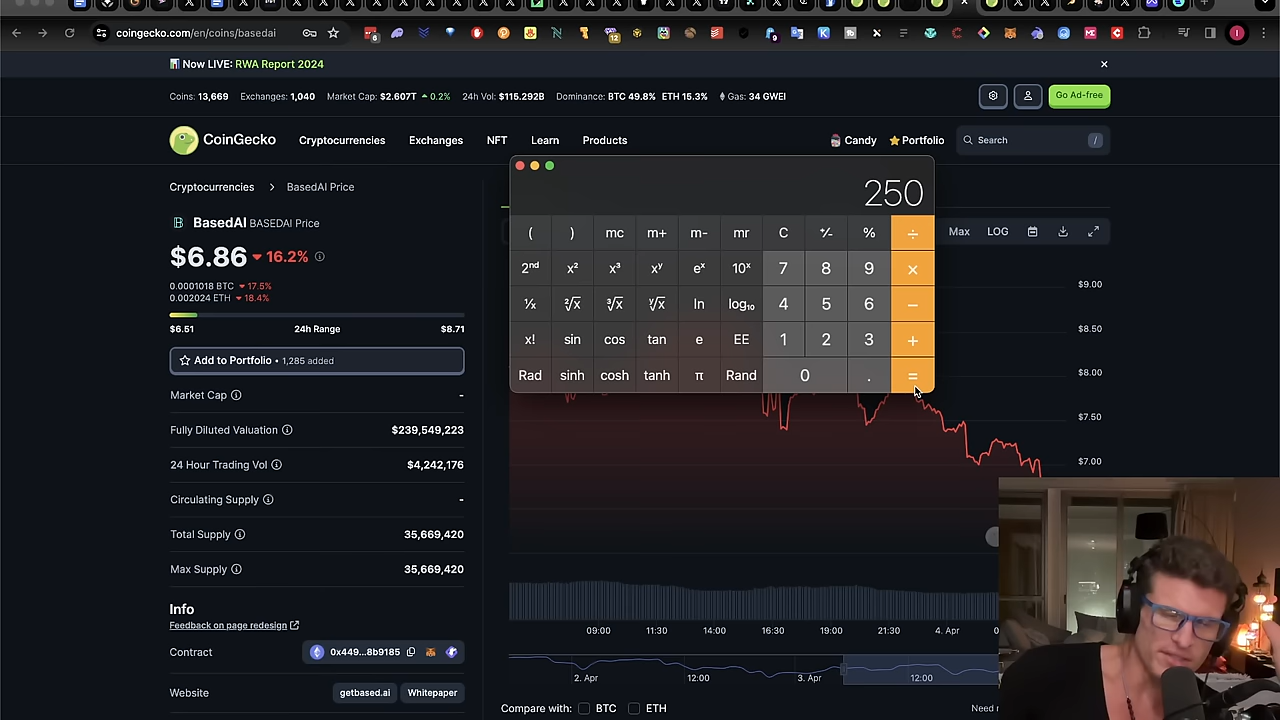 coingecko.com/en/coins/basedai
6
12
9
I
Now LIVE: RWA Report 2024
Coins: 13,669 Exchanges: 1,040 Market Cap: $2.607T 0.2% 24h Vol: $115.292B Dominance: BTC 49.8% ETH 15.3% Gas: 34 GWEI
Go Ad-free
CoinGecko Cryptocurrencies Exchanges NFT Learn Products Candy Portfolio Search /
Cryptocurrencies > BasedAI Price
BasedAI BASEDAI Price
$6.86 16.2%
0.0001018 BTC 17.5%
0.002024 ETH 18.4%
$6.51 24h Range $8.71
Add to Portfolio • 1,285 added
Market Cap -
Fully Diluted Valuation $239,549,223
24 Hour Trading Vol $4,242,176
Circulating Supply -
Total Supply 35,669,420
Max Supply 35,669,420
Info
Feedback on page redesign
Contract 0x449...8b9185
Website getbased.ai Whitepaper
250
( ) mc m+ m- mr C +⁄- % ÷
2ⁿᵈ x² x³ xʸ eˣ 10ˣ 7 8 9 ×
¹⁄x ²√x ³√x ʸ√x ln log₁₀ 4 5 6 −
x! sin cos tan e EE 1 2 3 +
Rad sinh cosh tanh π Rand 0 . =
Max LOG
$9.00
$8.50
$8.00
$7.50
$7.00
09:00 11:30 14:00 16:30 19:00 21:30 4. Apr
2. Apr 12:00 3. Apr 12:00
Compare with: BTC ETH